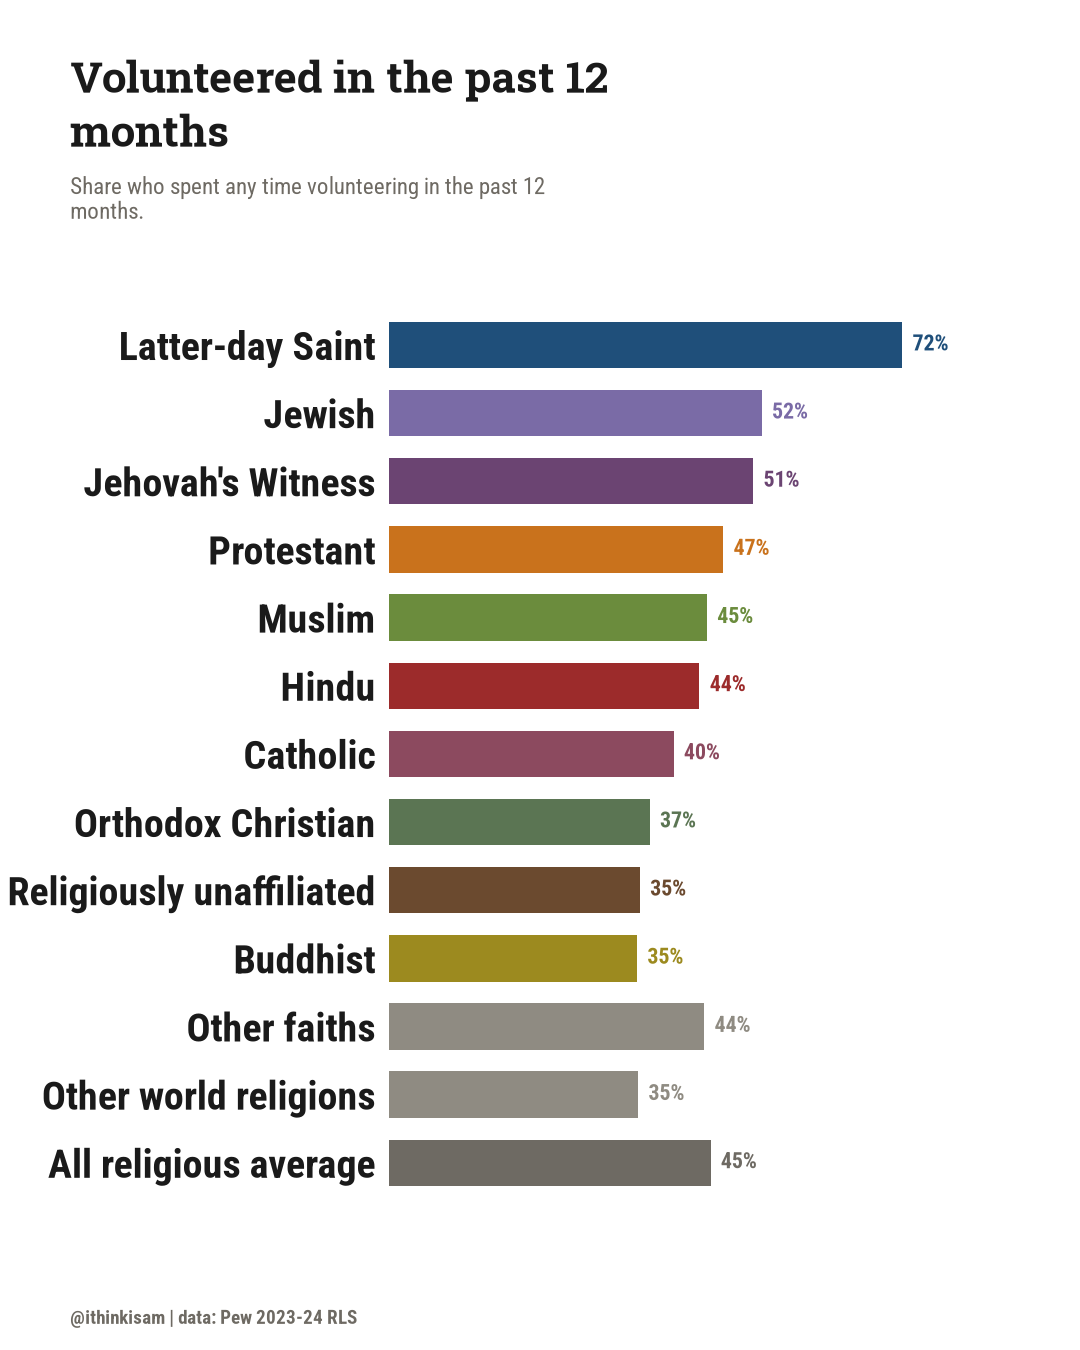 Volunteered in the past 12
months
Share who spent any time volunteering in the past 12
months.
Latter-day Saint 72%
Jewish 52%
Jehovah's Witness 51%
Protestant 47%
Muslim 45%
Hindu 44%
Catholic 40%
Orthodox Christian 37%
Religiously unaffiliated 35%
Buddhist 35%
Other faiths 44%
Other world religions 35%
All religious average 45%
@ithinkisam | data: Pew 2023-24 RLS